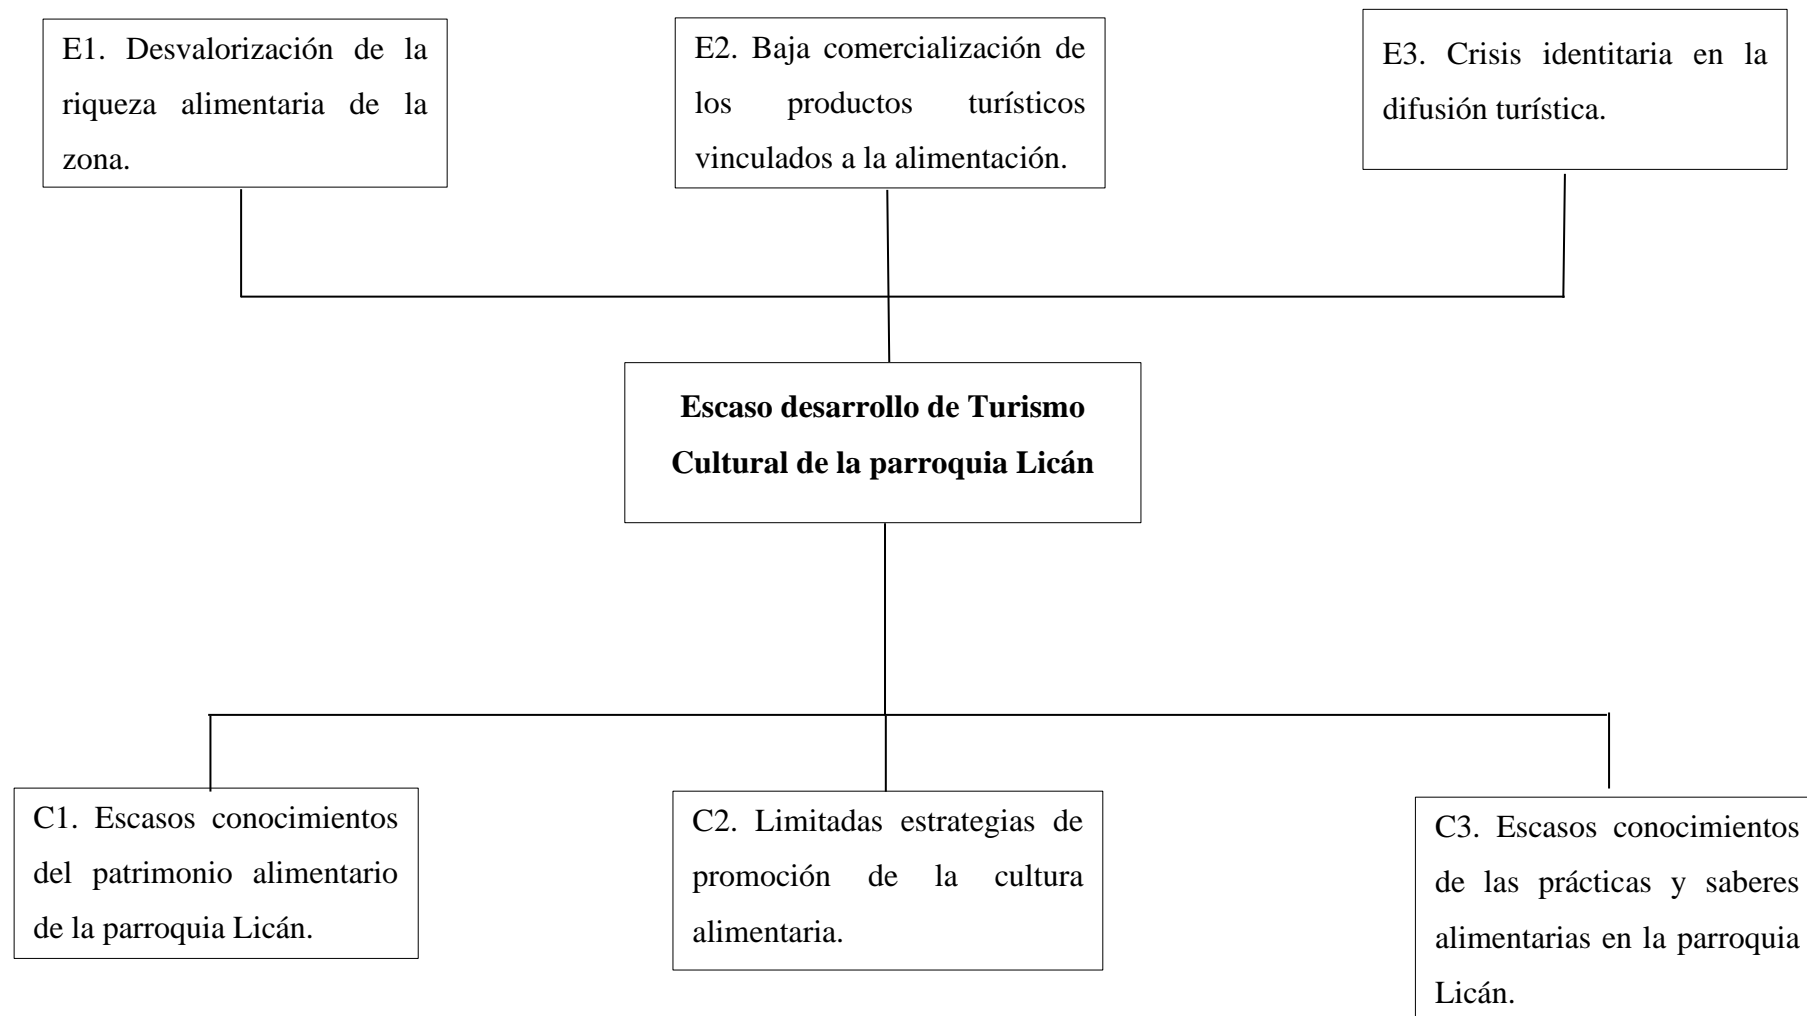 E1. Desvalorización de la
riqueza alimentaria de la
zona.
E2. Baja comercialización de
los productos turísticos
vinculados a la alimentación.
E3. Crisis identitaria en la
difusión turística.
Escaso desarrollo de Turismo
Cultural de la parroquia Licán
C1. Escasos conocimientos
del patrimonio alimentario
de la parroquia Licán.
C2. Limitadas estrategias de
promoción de la cultura
alimentaria.
C3. Escasos conocimientos
de las prácticas y saberes
alimentarias en la parroquia
Licán.